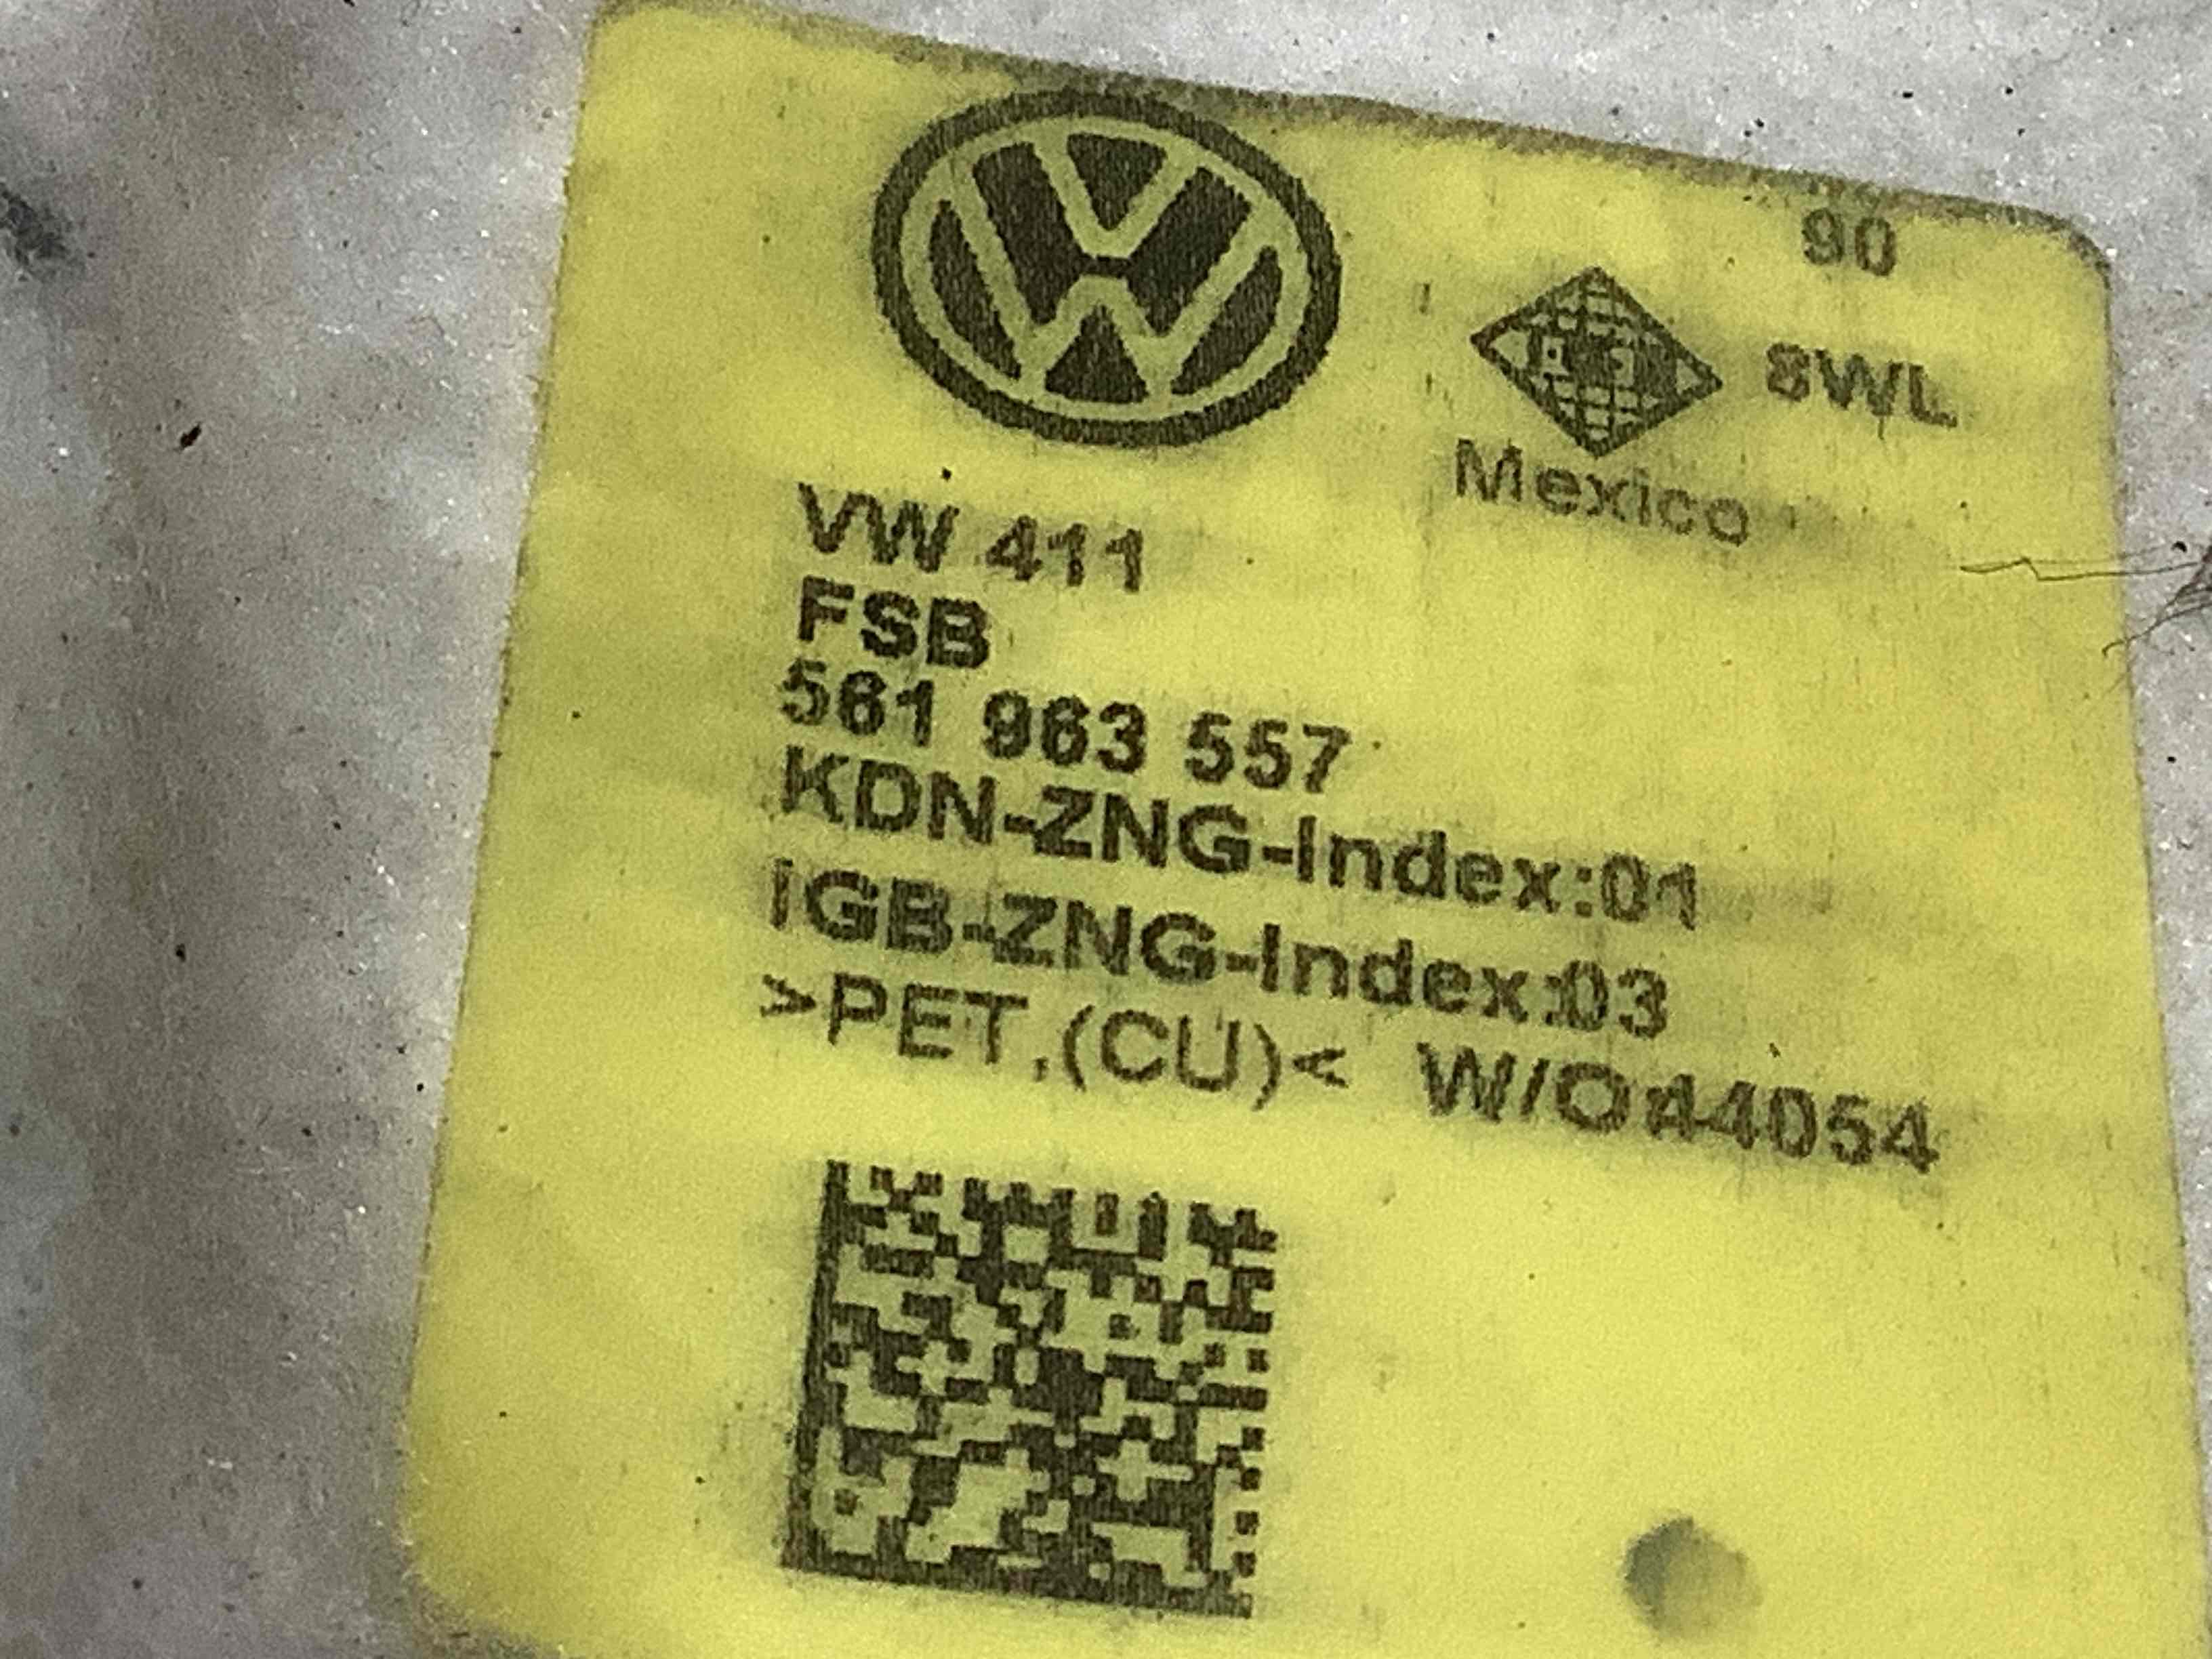 90
8WL
Mexico
VW 411
FSB
561 963 557
KDN-ZNG-Index:01
IGB-ZNG-Index:03
>PET,(CU)< W/O:44054